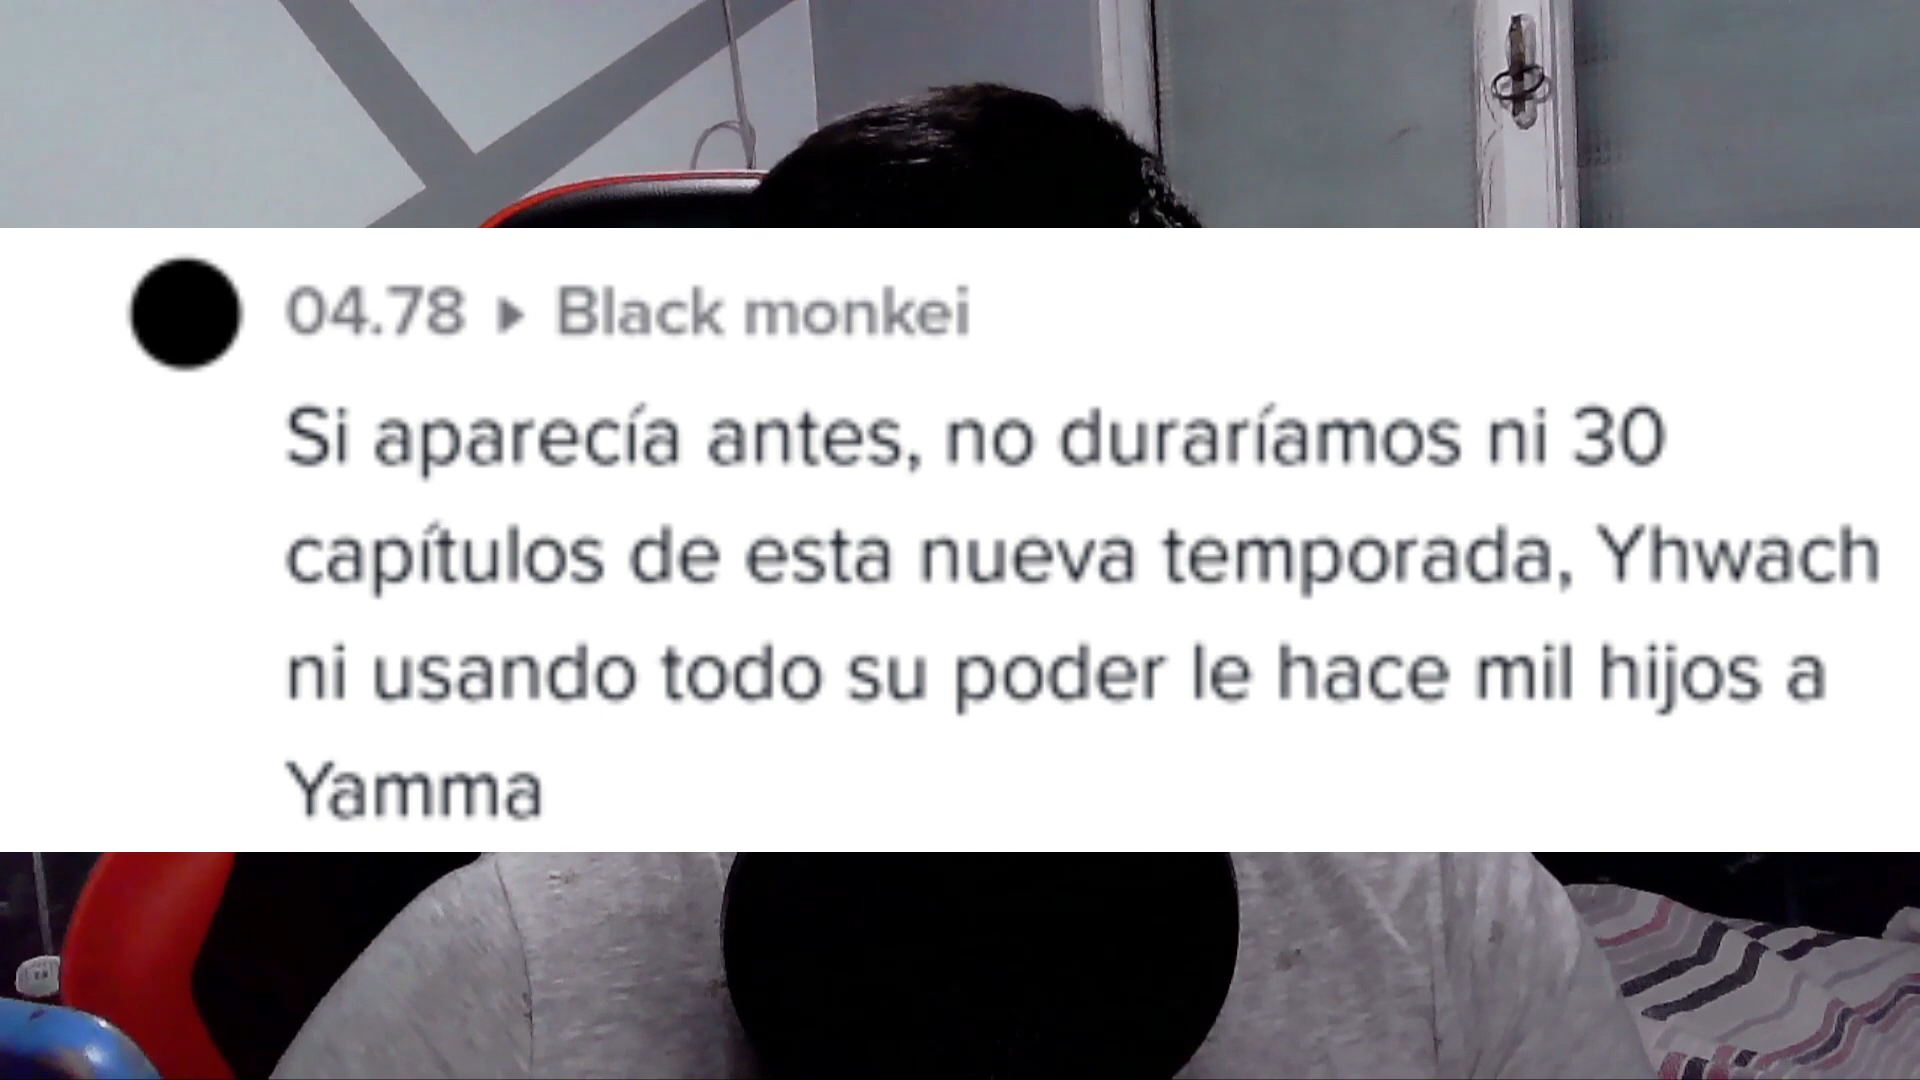 04.78 ▸ Black monkei
Si aparecía antes, no duraríamos ni 30
capítulos de esta nueva temporada, Yhwach
ni usando todo su poder le hace mil hijos a
Yamma